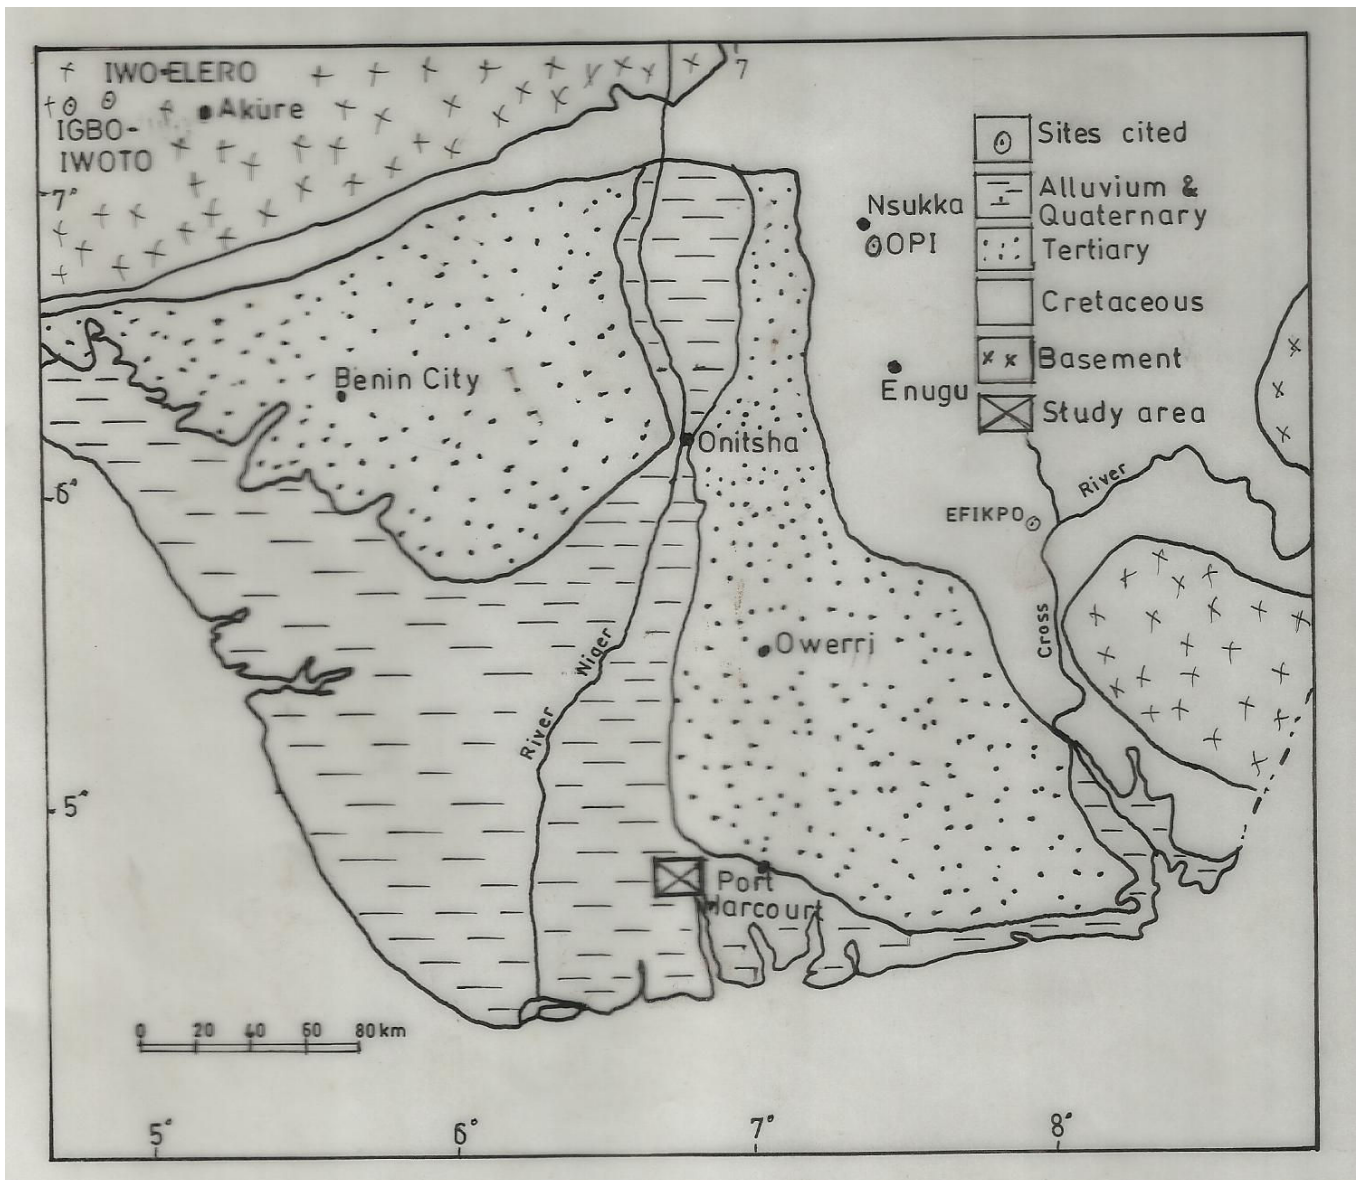 IWO-ELERO
Akure
IGBO-
IWOTO
7
7°
Nsukka
OPI
Sites cited
Alluvium &
Quaternary
Tertiary
Cretaceous
Basement
Study area
Enugu
Benin City
Onitsha
6°
River
EFIKPO
Cross
Owerri
Niger
River
5°
Port
Harcourt
0 20 40 60 80km
5° 6° 7° 8°